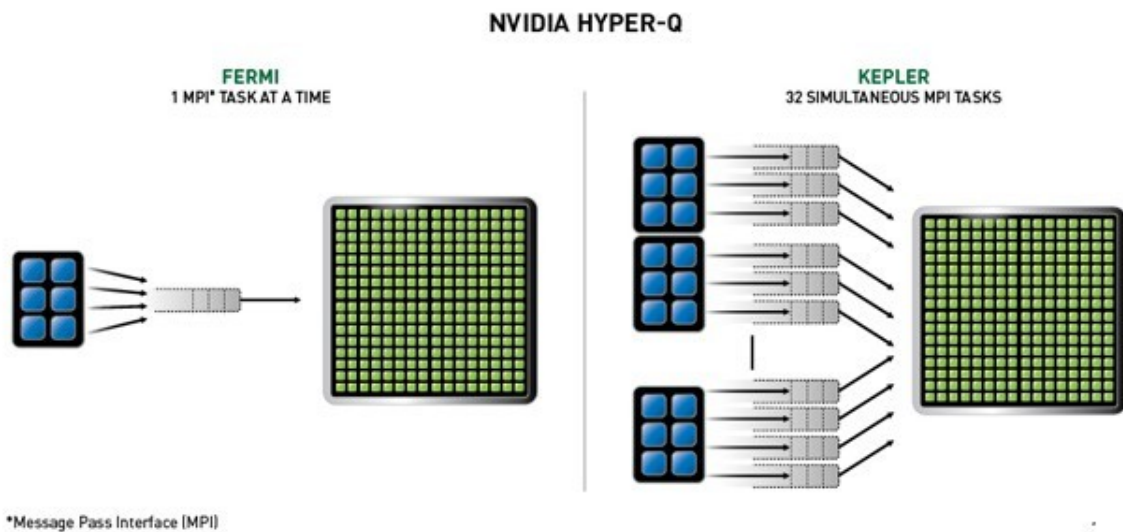 NVIDIA HYPER-Q
FERMI
1 MPI* TASK AT A TIME
KEPLER
32 SIMULTANEOUS MPI TASKS
*Message Pass Interface (MPI)